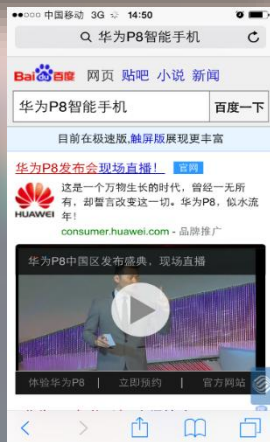 中国移动 3G 14:50
华为P8智能手机
Bai百度 网页 贴吧 小说 新闻
华为P8智能手机 百度一下
目前在极速版,触屏版展现更丰富
华为P8发布会现场直播! 官网
这是一个万物生长的时代，曾经一无所
有，却誓言改变这一切。华为P8，似水流
年!
HUAWEI
consumer.huawei.com - 品牌推广
华为P8中国区发布盛典，现场直播
体验华为P8 | 立即预约 | 官方网站